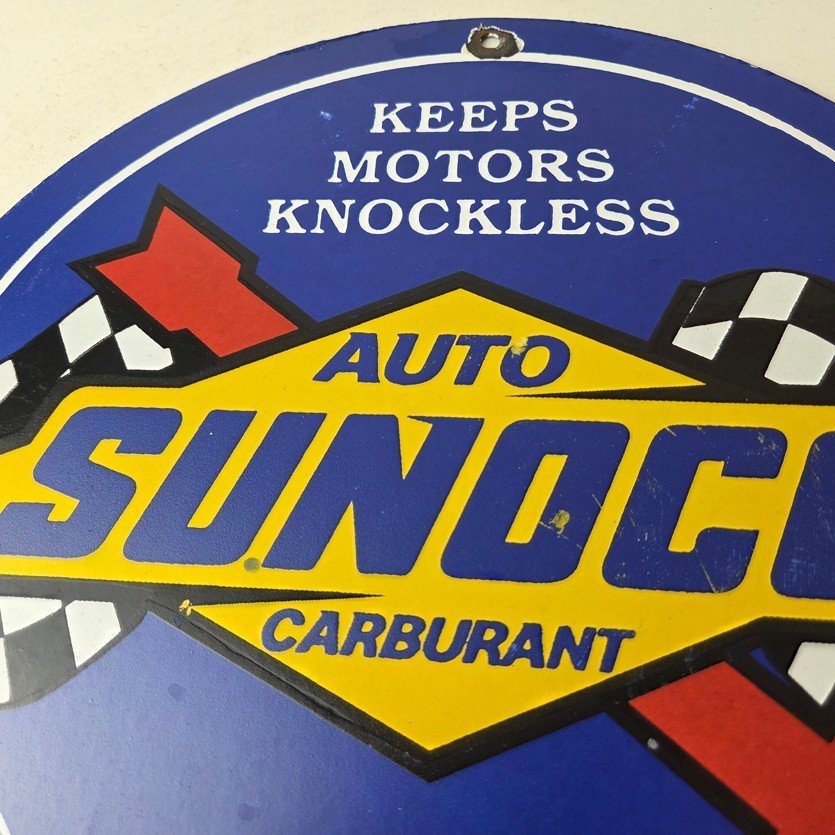 KEEPS
MOTORS
KNOCKLESS
AUTO
SUNOC
CARBURANT